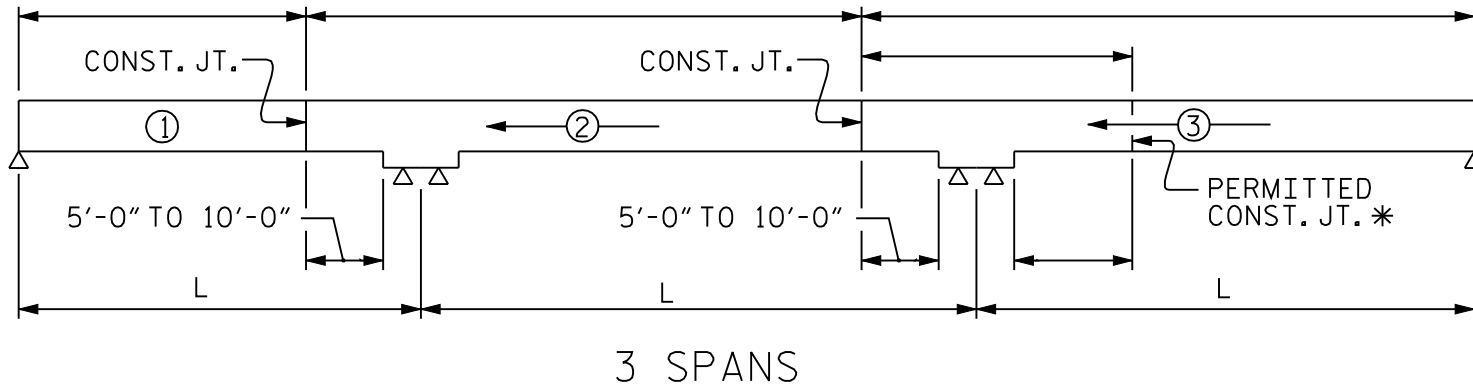 CONST. JT.
CONST. JT.
1
2
3
5'-0" TO 10'-0"
5'-0" TO 10'-0"
PERMITTED
CONST. JT. *
L
L
L
3 SPANS